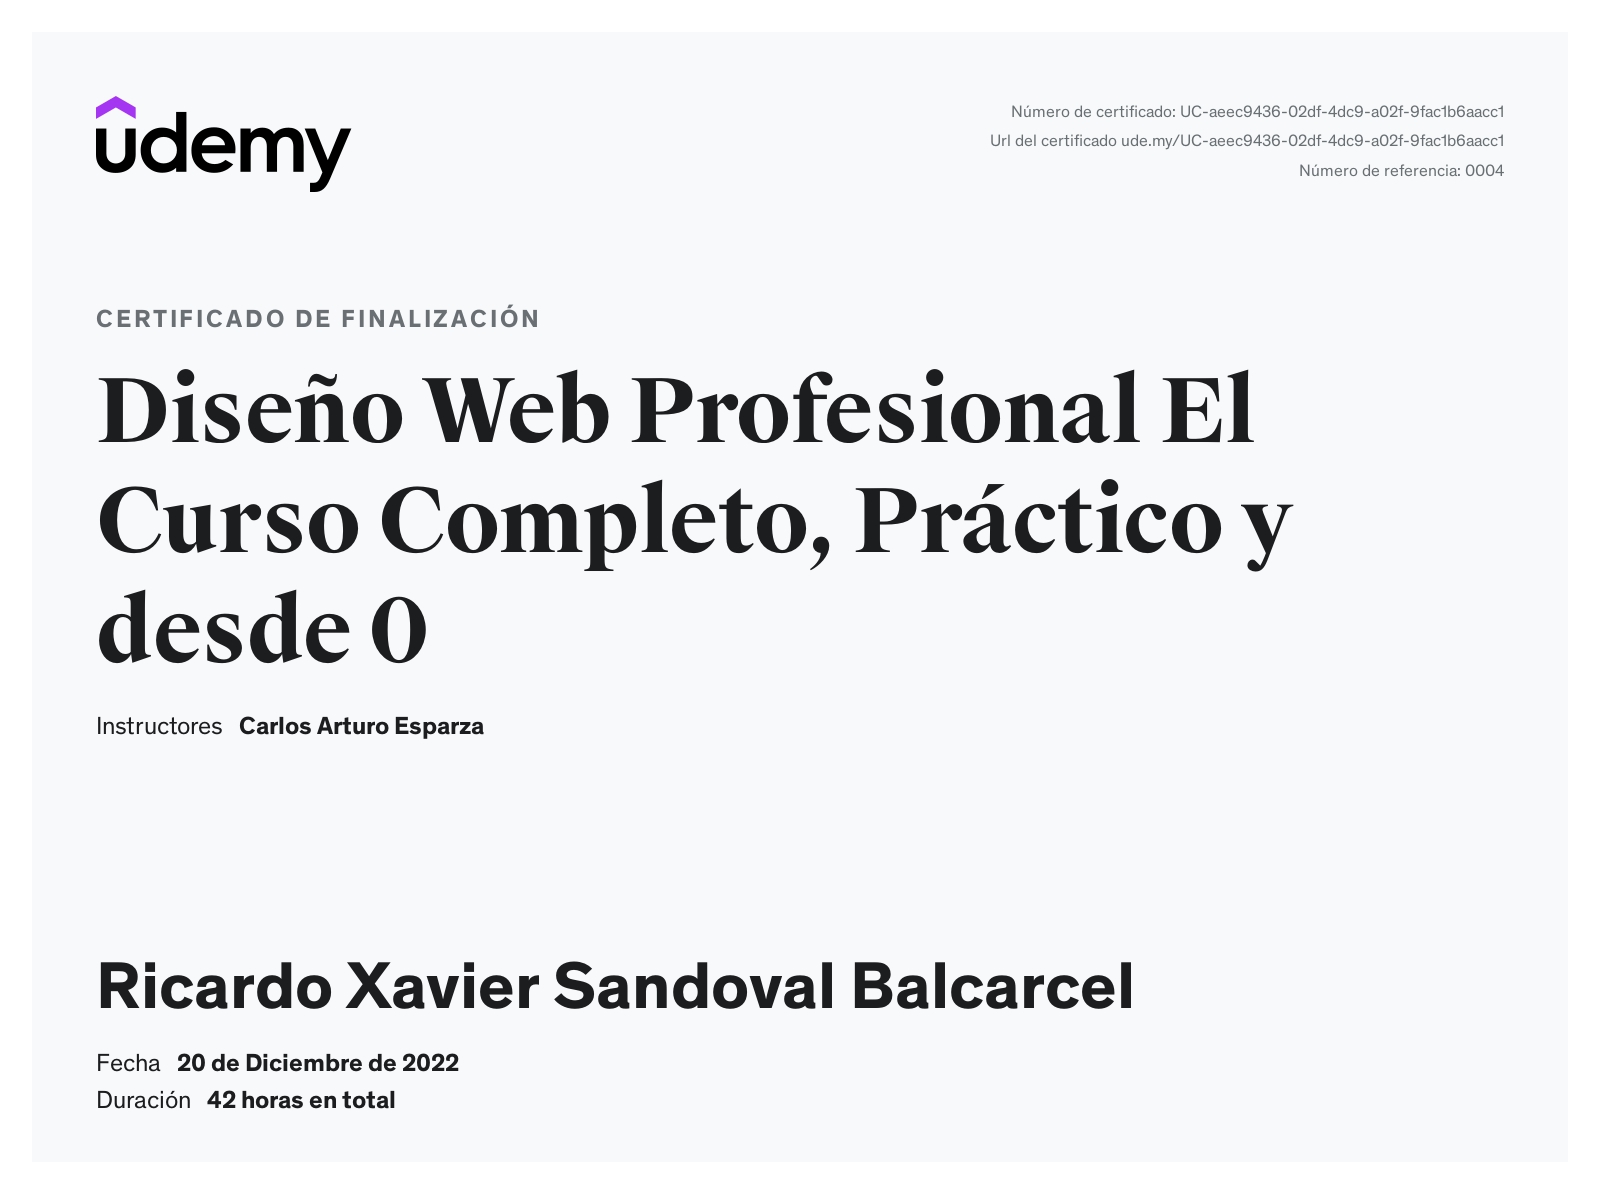 udemy
Número de certificado: UC-aeec9436-02df-4dc9-a02f-9fac1b6aacc1
Url del certificado ude.my/UC-aeec9436-02df-4dc9-a02f-9fac1b6aacc1
Número de referencia: 0004
CERTIFICADO DE FINALIZACIÓN
Diseño Web Profesional El
Curso Completo, Práctico y
desde 0
Instructores Carlos Arturo Esparza
Ricardo Xavier Sandoval Balcarcel
Fecha 20 de Diciembre de 2022
Duración 42 horas en total